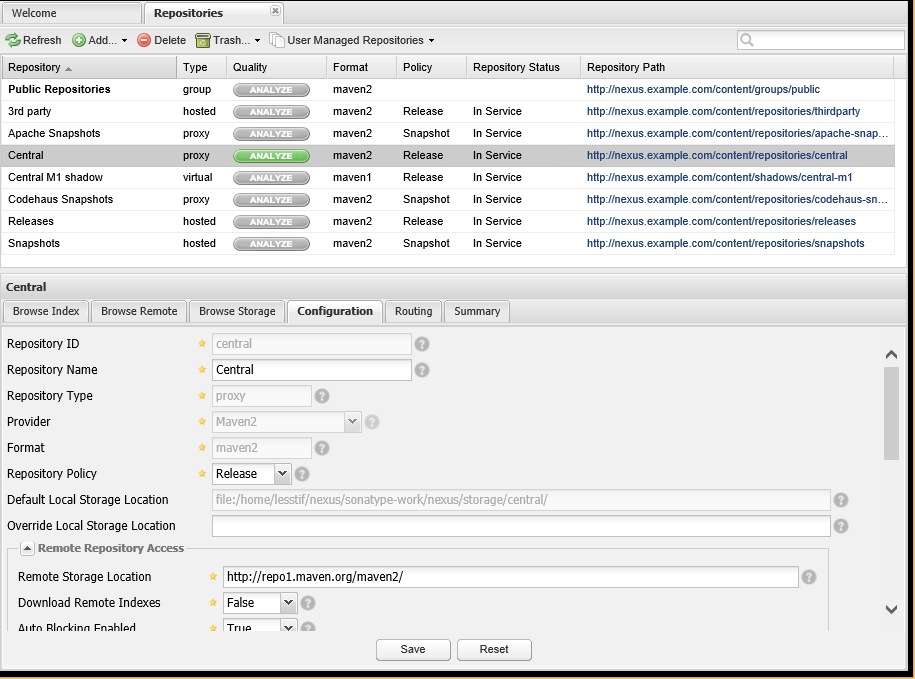 Welcome
Repositories
Refresh Add... Delete Trash... User Managed Repositories
Repository Type Quality Format Policy Repository Status Repository Path
Public Repositories group ANALYZE maven2 http://nexus.example.com/content/groups/public
3rd party hosted ANALYZE maven2 Release In Service http://nexus.example.com/content/repositories/thirdparty
Apache Snapshots proxy ANALYZE maven2 Snapshot In Service http://nexus.example.com/content/repositories/apache-snap...
Central proxy ANALYZE maven2 Release In Service http://nexus.example.com/content/repositories/central
Central M1 shadow virtual ANALYZE maven1 Release In Service http://nexus.example.com/content/shadows/central-m1
Codehaus Snapshots proxy ANALYZE maven2 Snapshot In Service http://nexus.example.com/content/repositories/codehaus-sn...
Releases hosted ANALYZE maven2 Release In Service http://nexus.example.com/content/repositories/releases
Snapshots hosted ANALYZE maven2 Snapshot In Service http://nexus.example.com/content/repositories/snapshots
Central
Browse Index Browse Remote Browse Storage Configuration Routing Summary
Repository ID central
Repository Name Central
Repository Type proxy
Provider Maven2
Format maven2
Repository Policy Release
Default Local Storage Location file:/home/lesstif/nexus/sonatype-work/nexus/storage/central/
Override Local Storage Location
Remote Repository Access
Remote Storage Location http://repo1.maven.org/maven2/
Download Remote Indexes False
Auto Blocking Enabled True
Save Reset